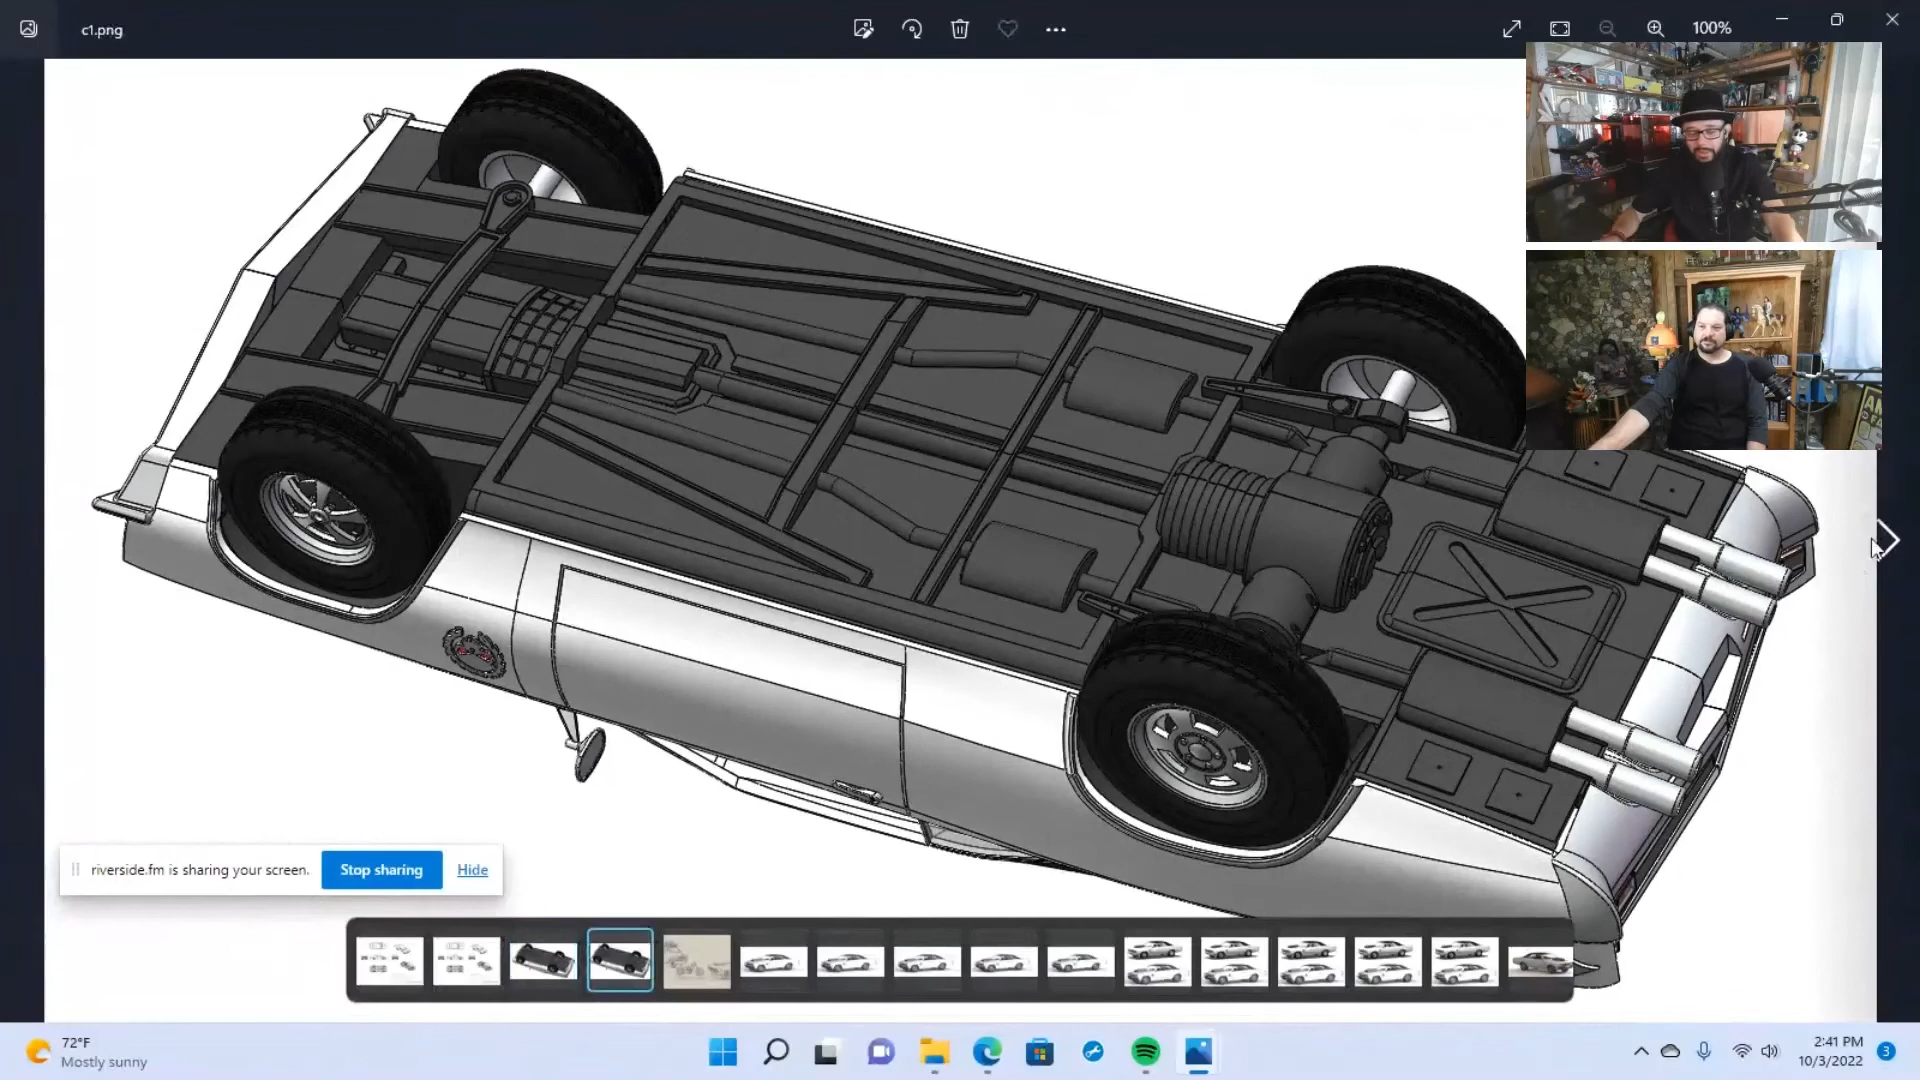 c1.png
100%
riverside.fm is sharing your screen.
Stop sharing
Hide
72°F
Mostly sunny
2:41 PM
10/3/2022
3